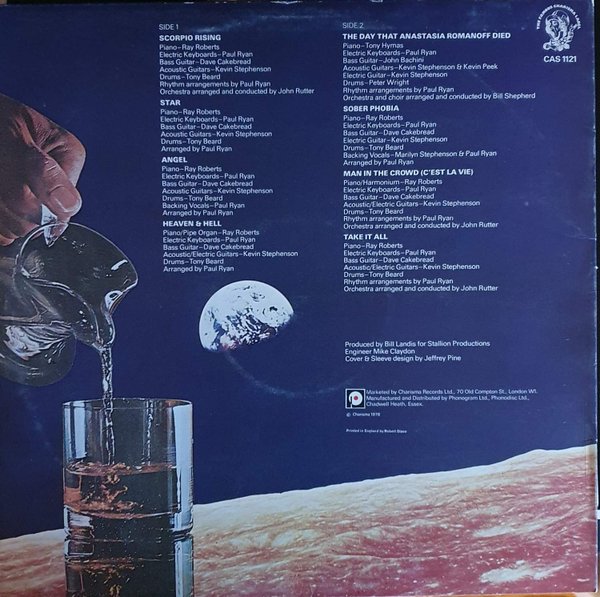 SIDE 1
SCORPIO RISING
Piano–Ray Roberts
Electric Keyboards–Paul Ryan
Bass Guitar–Dave Cakebread
Acoustic Guitars–Kevin Stephenson
Drums–Tony Beard
Rhythm arrangements by Paul Ryan
Orchestra arranged and conducted by John Rutter
STAR
Piano–Ray Roberts
Electric Keyboards–Paul Ryan
Bass Guitar–Dave Cakebread
Acoustic Guitars–Kevin Stephenson
Drums–Tony Beard
Arranged by Paul Ryan
ANGEL
Piano–Ray Roberts
Electric Keyboards–Paul Ryan
Bass Guitar–Dave Cakebread
Acoustic Guitars–Kevin Stephenson
Drums–Tony Beard
Backing Vocals–Paul Ryan
Arranged by Paul Ryan
HEAVEN & HELL
Piano/Pipe Organ–Ray Roberts
Electric Keyboards–Paul Ryan
Bass Guitar–Dave Cakebread
Acoustic/Electric Guitars–Kevin Stephenson
Drums–Tony Beard
Arranged by Paul Ryan
SIDE 2
THE DAY THAT ANASTASIA ROMANOFF DIED
Piano–Tony Hymas
Electric Keyboards–Paul Ryan
Bass Guitar–John Bachini
Acoustic Guitars–Kevin Stephenson & Kevin Peek
Electric Guitar–Kevin Stephenson
Drums–Peter Wright
Rhythm arrangements by Paul Ryan
Orchestra and choir arranged and conducted by Bill Shepherd
SOBER PHOBIA
Piano–Ray Roberts
Electric Keyboards–Paul Ryan
Bass Guitar–Dave Cakebread
Electric Guitars–Kevin Stephenson
Drums–Tony Beard
Backing Vocals–Marilyn Stephenson & Paul Ryan
Arranged by Paul Ryan
MAN IN THE CROWD (C'EST LA VIE)
Piano/Harmonium–Ray Roberts
Electric Keyboards–Paul Ryan
Bass Guitar–Dave Cakebread
Acoustic/Electric Guitars–Kevin Stephenson
Drums–Tony Beard
Rhythm arrangements by Paul Ryan
Orchestra arranged and conducted by John Rutter
TAKE IT ALL
Piano–Ray Roberts
Electric Keyboards–Paul Ryan
Bass Guitar–Dave Cakebread
Acoustic/Electric Guitars–Kevin Stephenson
Drums–Tony Beard
Rhythm arrangements by Paul Ryan
Orchestra arranged and conducted by John Rutter
THE FAMOUS CHARISMA LABEL
CAS 1121
Produced by Bill Landis for Stallion Productions
Engineer Mike Claydon
Cover & Sleeve design by Jeffrey Pine
Marketed by Charisma Records Ltd., 70 Old Compton St., London W1.
Manufactured and Distributed by Phonogram Ltd., Phonodisc Ltd.,
Chadwell Heath, Essex.
© Charisma 1976
Printed in England by Robert Stace